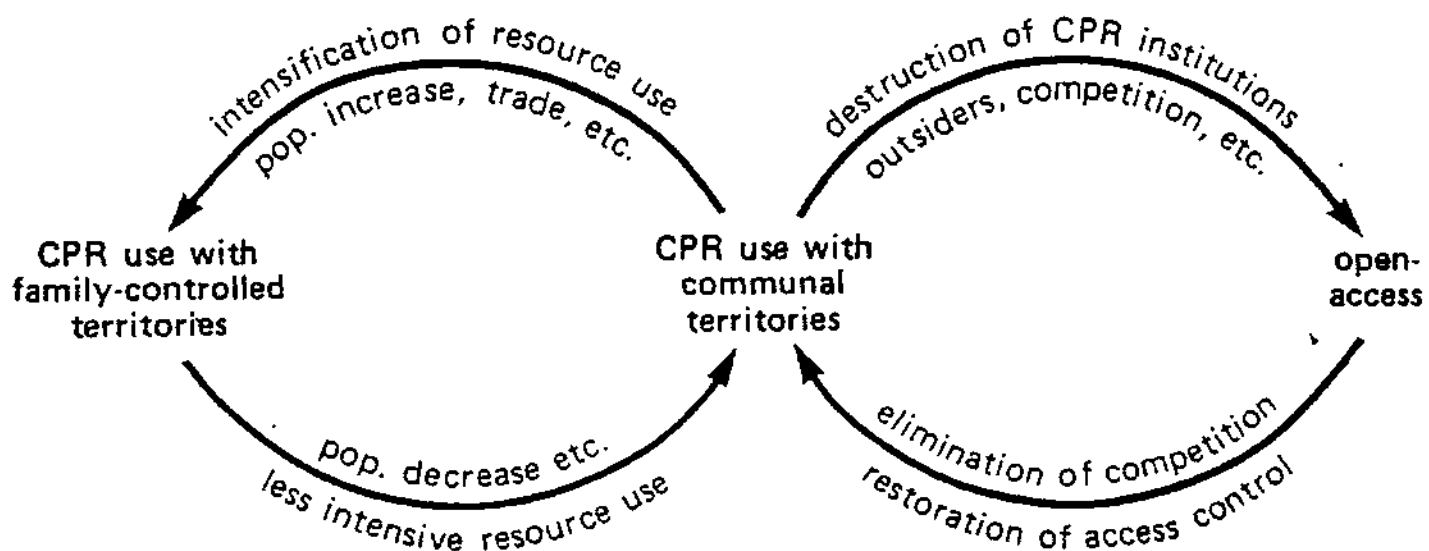 intensification of resource use
pop. increase, trade, etc.
destruction of CPR institutions
outsiders, competition, etc.
CPR use with
family-controlled
territories
CPR use with
communal
territories
open-
access
pop. decrease etc.
less intensive resource use
elimination of competition
restoration of access control